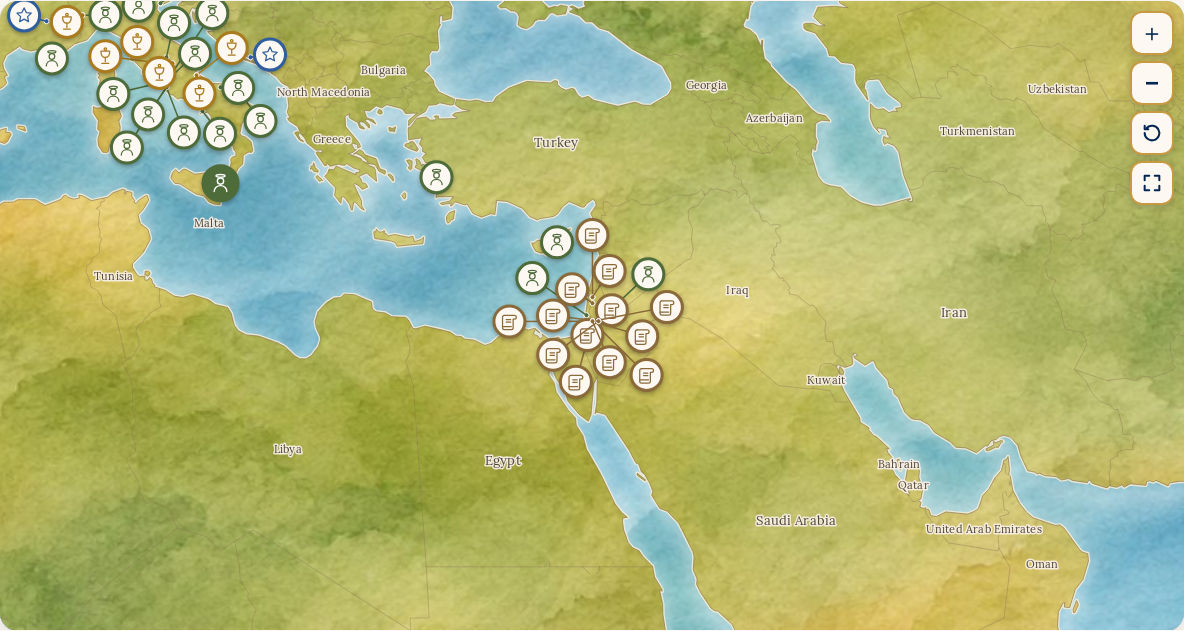 Bulgaria
North Macedonia
Georgia
Uzbekistan
Azerbaijan
Turkmenistan
Greece
Turkey
Malta
Tunisia
Iraq
Iran
Kuwait
Libya
Egypt
Bahrain
Qatar
Saudi Arabia
United Arab Emirates
Oman